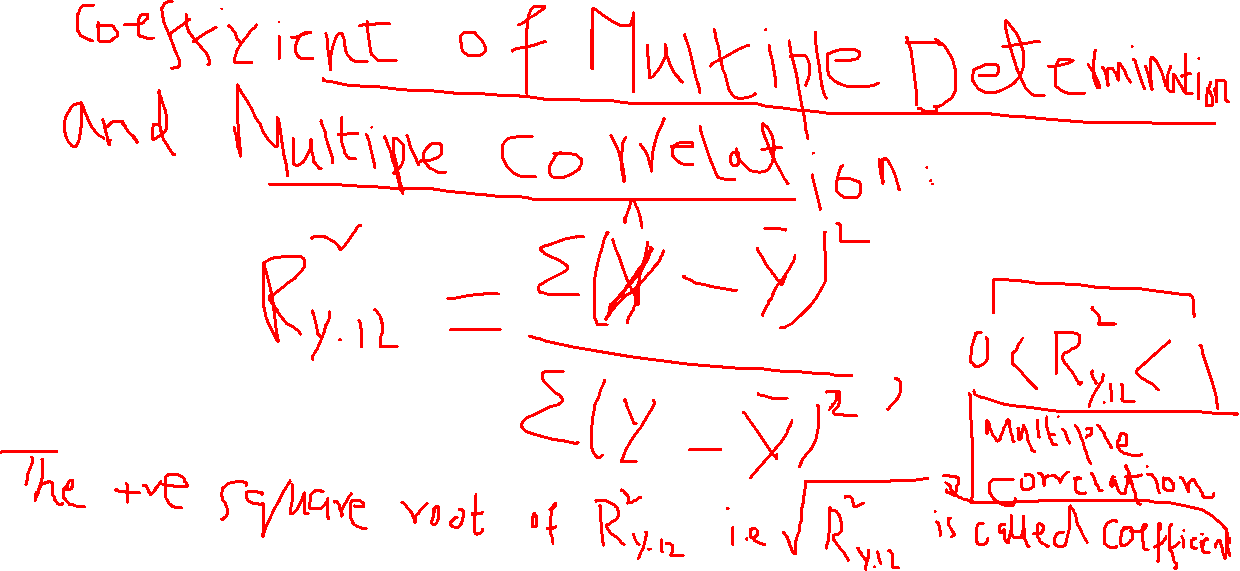 Coefficient of Multiple Determination
and Multiple Correlation:
R²y.12 = Σ(Ŷ - Ȳ)² / Σ(Y - Ȳ)² , 0 < R²y.12 < 1
Multiple
correlation
The +ve square root of R²y.12 i.e √R²y.12 is called coefficient